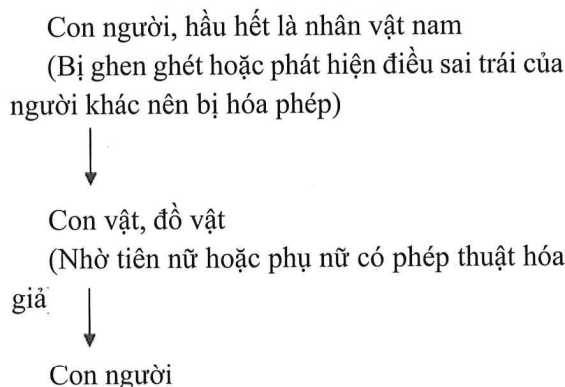 Con người, hầu hết là nhân vật nam
(Bị ghen ghét hoặc phát hiện điều sai trái của
người khác nên bị hóa phép)
Con vật, đồ vật
(Nhờ tiên nữ hoặc phụ nữ có phép thuật hóa
giả
Con người